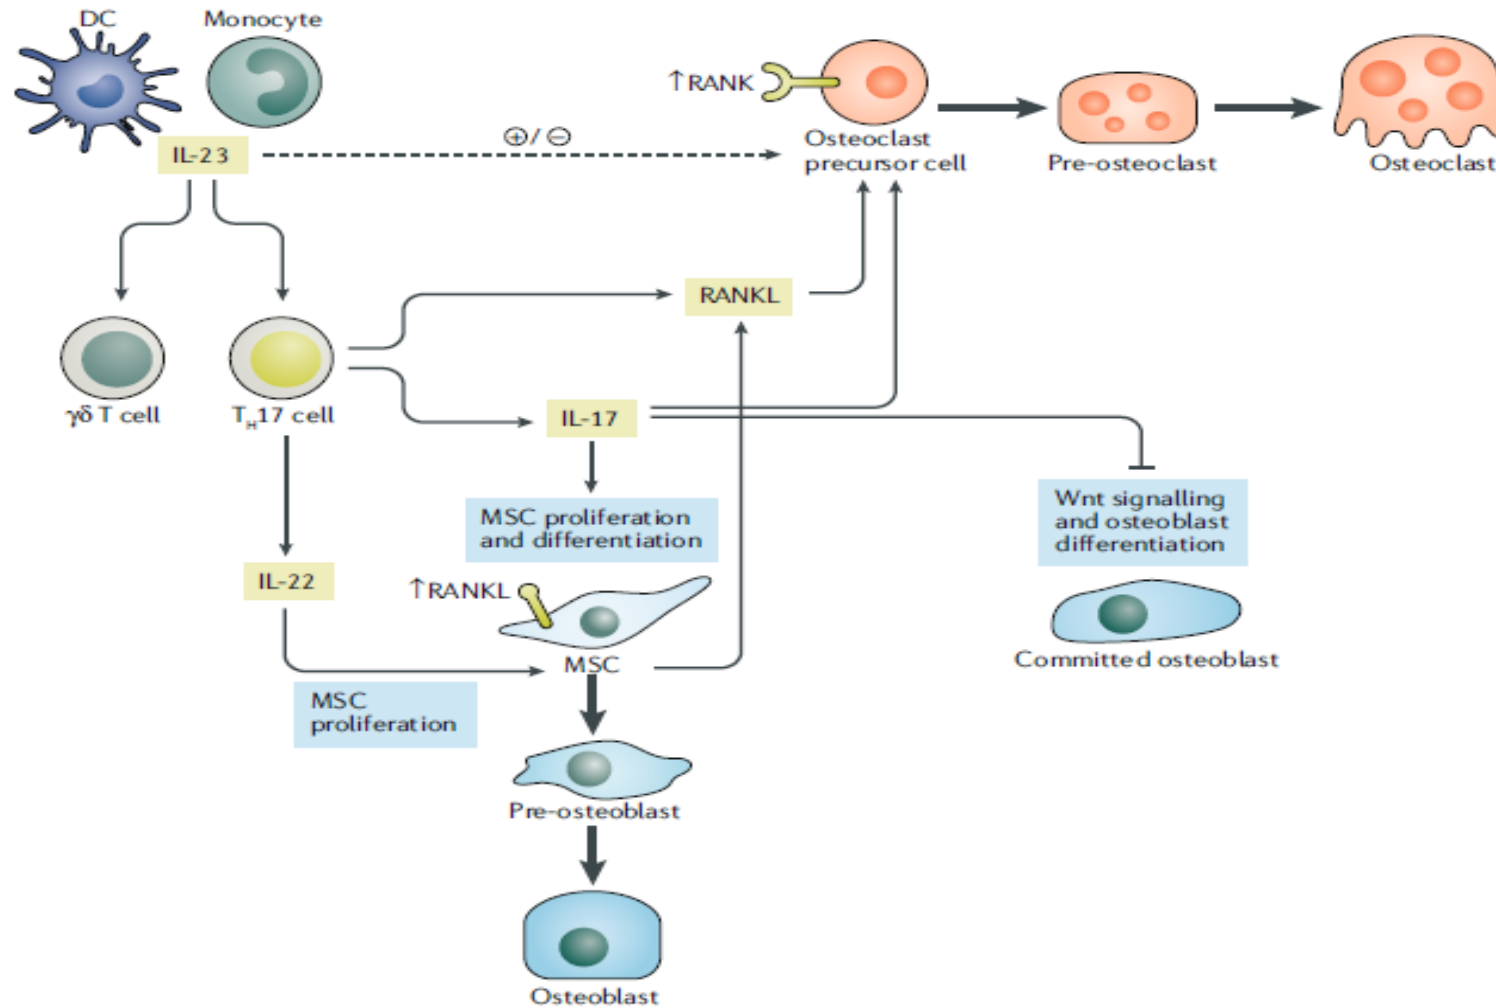 DC
Monocyte
↑RANK
IL-23
⊕/⊖
Osteoclast
precursor cell
Pre-osteoclast
Osteoclast
RANKL
γδ T cell
TH17 cell
IL-17
MSC proliferation
and differentiation
Wnt signalling
and osteoblast
differentiation
IL-22
↑RANKL
MSC
Committed osteoblast
MSC
proliferation
Pre-osteoblast
Osteoblast